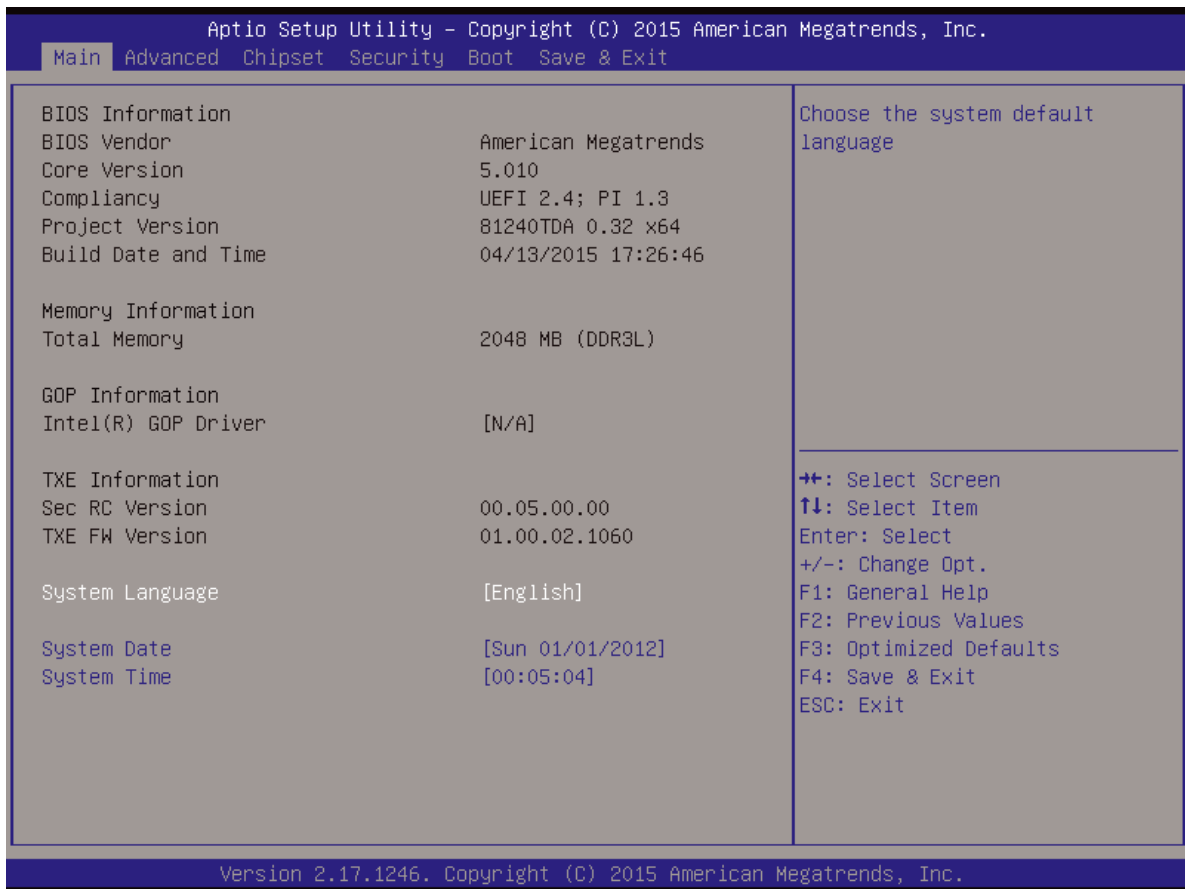 Aptio Setup Utility – Copyright (C) 2015 American Megatrends, Inc.
Main Advanced Chipset Security Boot Save & Exit
BIOS Information
BIOS Vendor American Megatrends
Core Version 5.010
Compliancy UEFI 2.4; PI 1.3
Project Version 81240TDA 0.32 x64
Build Date and Time 04/13/2015 17:26:46
Memory Information
Total Memory 2048 MB (DDR3L)
GOP Information
Intel(R) GOP Driver [N/A]
TXE Information
Sec RC Version 00.05.00.00
TXE FW Version 01.00.02.1060
System Language [English]
System Date [Sun 01/01/2012]
System Time [00:05:04]
Choose the system default
language
→←: Select Screen
↑↓: Select Item
Enter: Select
+/-: Change Opt.
F1: General Help
F2: Previous Values
F3: Optimized Defaults
F4: Save & Exit
ESC: Exit
Version 2.17.1246. Copyright (C) 2015 American Megatrends, Inc.